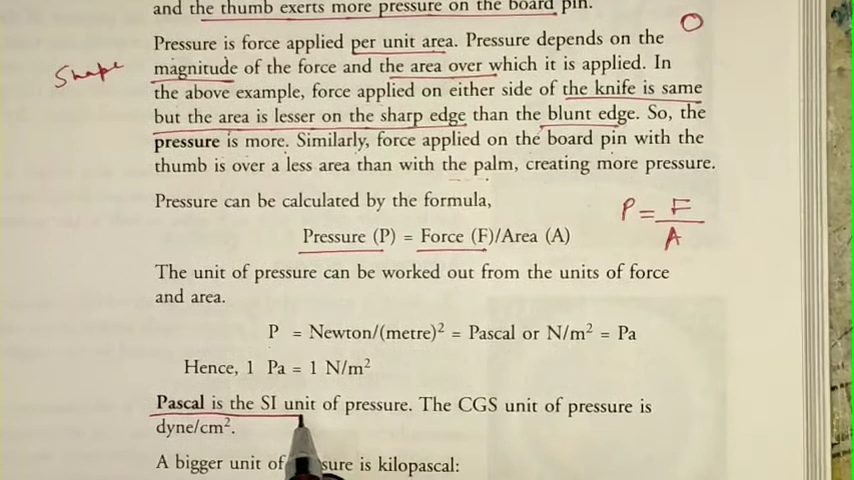 and the thumb exerts more pressure on the board pin.
Pressure is force applied per unit area. Pressure depends on the
Shape
magnitude of the force and the area over which it is applied. In
the above example, force applied on either side of the knife is same
but the area is lesser on the sharp edge than the blunt edge. So, the
pressure is more. Similarly, force applied on the board pin with the
thumb is over a less area than with the palm, creating more pressure.
Pressure can be calculated by the formula,
P = F / A
Pressure (P) = Force (F)/Area (A)
The unit of pressure can be worked out from the units of force
and area.
P = Newton/(metre)² = Pascal or N/m² = Pa
Hence, 1 Pa = 1 N/m²
Pascal is the SI unit of pressure. The CGS unit of pressure is
dyne/cm².
A bigger unit of sure is kilopascal: